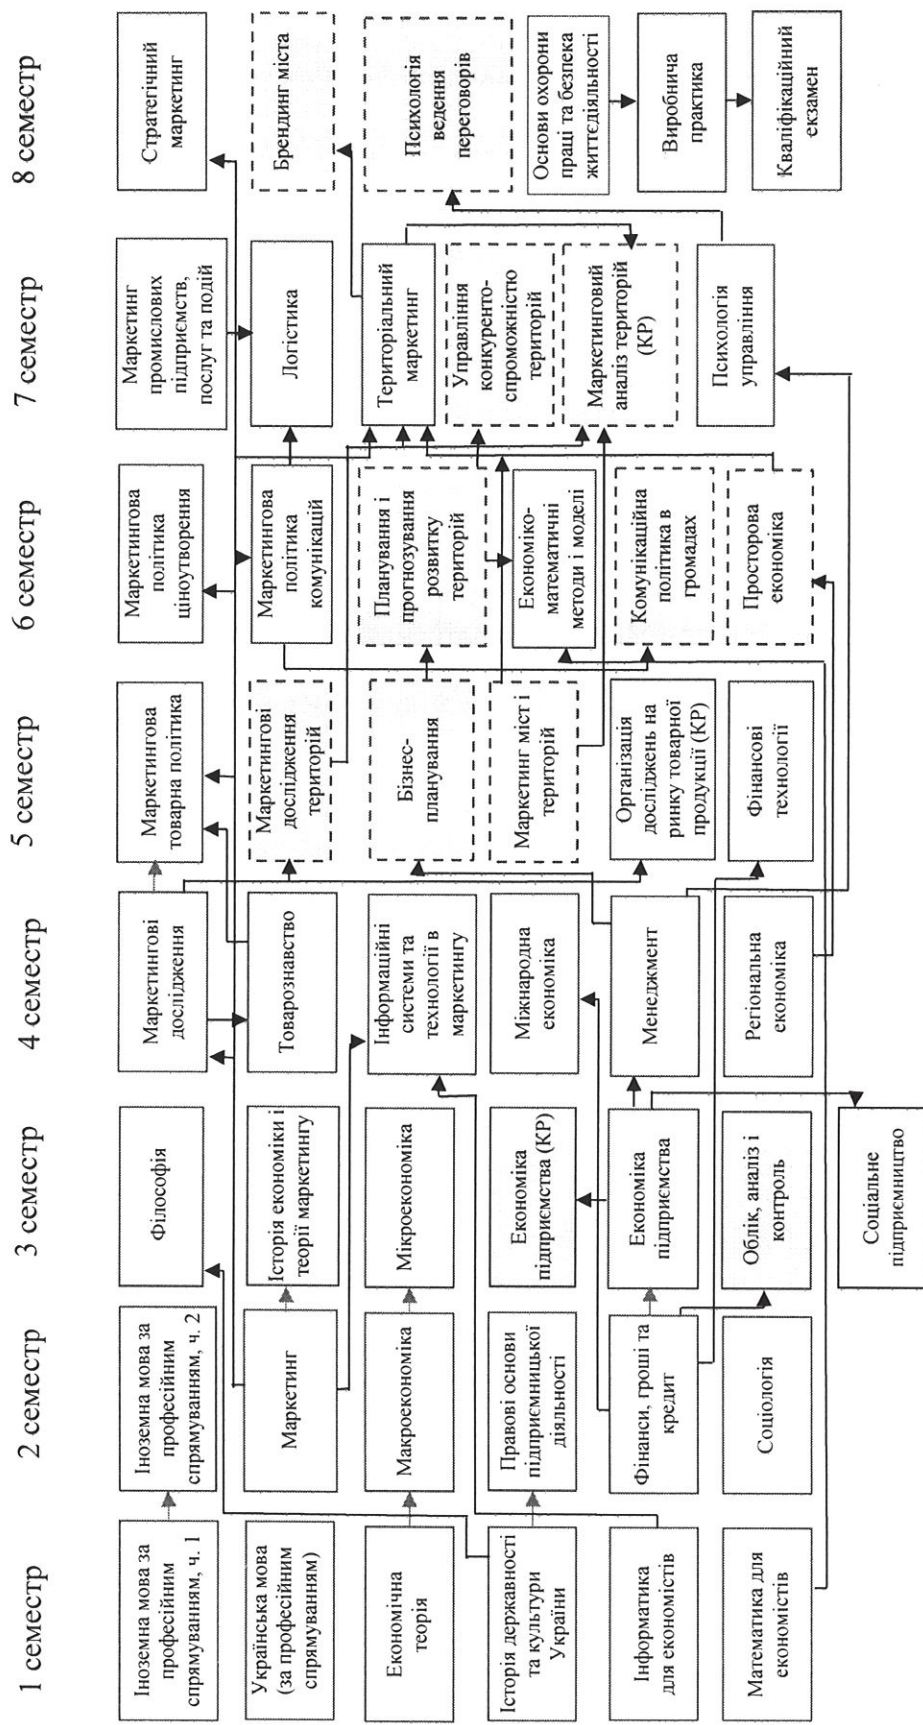 1 семестр
Іноземна мова за
професійним
спрямуванням, ч. 1
Українська мова
(за професійним
спрямуванням)
Економічна
теорія
Історія державності
та культури
України
Інформатика
для економістів
Математика для
економістів
2 семестр
Іноземна мова за
професійним
спрямуванням, ч. 2
Маркетинг
Макроекономіка
Правові основи
підприємницької
діяльності
Фінанси, гроші та
кредит
Соціологія
3 семестр
Філософія
Історія економіки і
теорії маркетингу
Мікроекономіка
Економіка
підприємства (КР)
Економіка
підприємства
Облік, аналіз і
контроль
Соціальне
підприємництво
4 семестр
Маркетингові
дослідження
Товарознавство
Інформаційні
системи та
технології в
маркетингу
Міжнародна
економіка
Менеджмент
Регіональна
економіка
5 семестр
Маркетингова
товарна політика
Маркетингові
дослідження
територій
Бізнес-
планування
Маркетинг міст і
територій
Організація
досліджень на
ринку товарної
продукції (КР)
Фінансові
технології
6 семестр
Маркетингова
політика
ціноутворення
Маркетингова
політика
комунікацій
Планування і
прогнозування
розвитку
територій
Економіко-
математичні
методи і моделі
Комунікаційна
політика в
громадах
Просторова
економіка
7 семестр
Маркетинг
промислових
підприємств,
послуг та подій
Логістика
Територіальний
маркетинг
Управління
конкуренто-
спроможністю
територій
Маркетинговий
аналіз територій
(КР)
Психологія
управління
8 семестр
Стратегічний
маркетинг
Брендинг міста
Психологія
ведення
переговорів
Основи охорони
праці та безпека
життєдіяльності
Виробнича
практика
Кваліфікаційний
екзамен